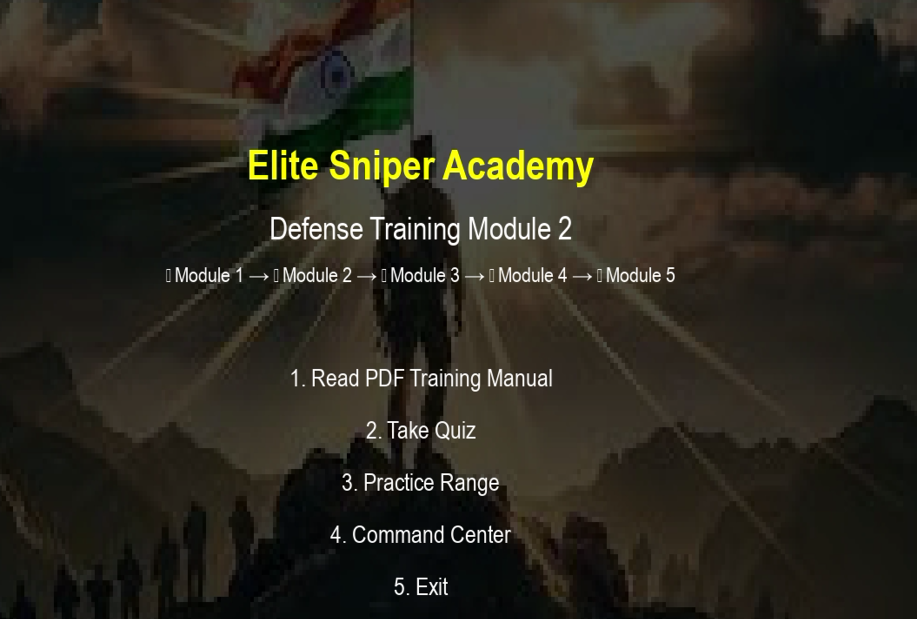 Elite Sniper Academy
Defense Training Module 2
▯ Module 1 → ▯ Module 2 → ▯ Module 3 → ▯ Module 4 → ▯ Module 5
1. Read PDF Training Manual
2. Take Quiz
3. Practice Range
4. Command Center
5. Exit